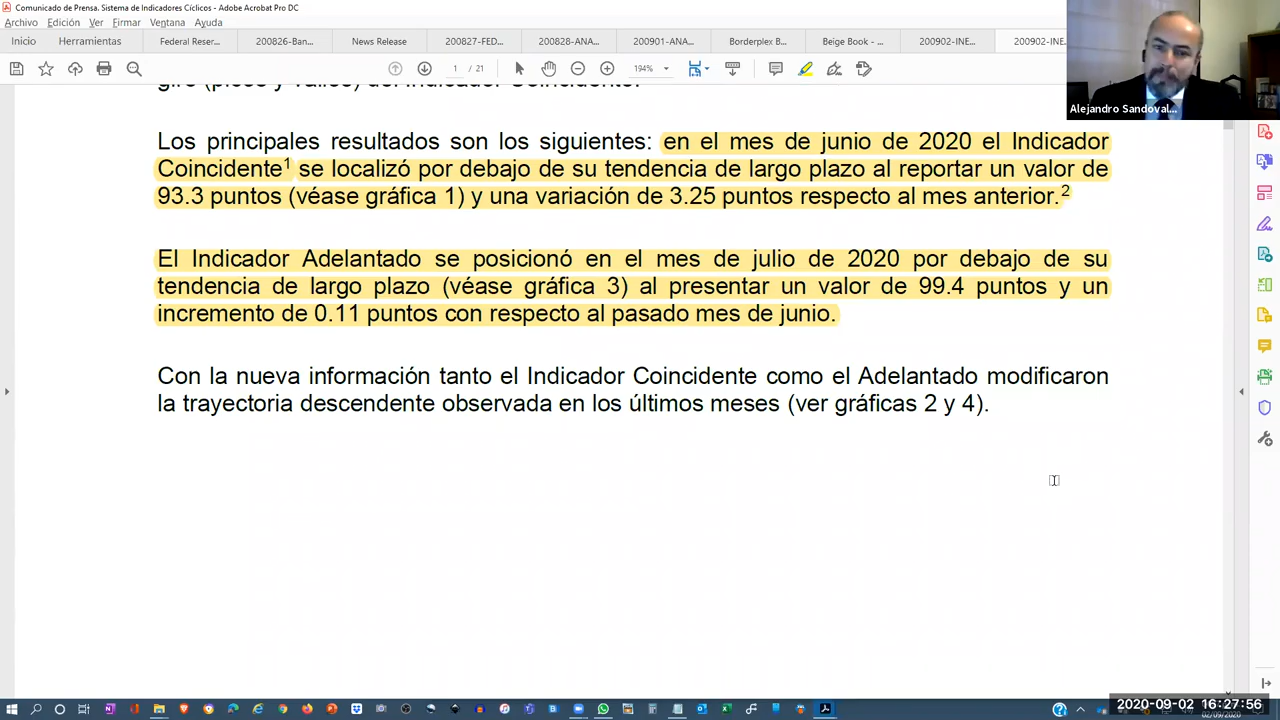 Comunicado de Prensa. Sistema de Indicadores Cíclicos - Adobe Acrobat Pro DC
Archivo Edición Ver Firmar Ventana Ayuda
Inicio Herramientas Federal Reser... 200826-Ban... News Release 200827-FED... 200828-ANA... 200901-ANA... Borderplex B... Beige Book - ... 200902-INE... 200902-INE...
1 / 21 194%
Alejandro Sandoval...
Los principales resultados son los siguientes: en el mes de junio de 2020 el Indicador
Coincidente1 se localizó por debajo de su tendencia de largo plazo al reportar un valor de
93.3 puntos (véase gráfica 1) y una variación de 3.25 puntos respecto al mes anterior.2
El Indicador Adelantado se posicionó en el mes de julio de 2020 por debajo de su
tendencia de largo plazo (véase gráfica 3) al presentar un valor de 99.4 puntos y un
incremento de 0.11 puntos con respecto al pasado mes de junio.
Con la nueva información tanto el Indicador Coincidente como el Adelantado modificaron
la trayectoria descendente observada en los últimos meses (ver gráficas 2 y 4).
2020-09-02 16:27:56
02/09/2020